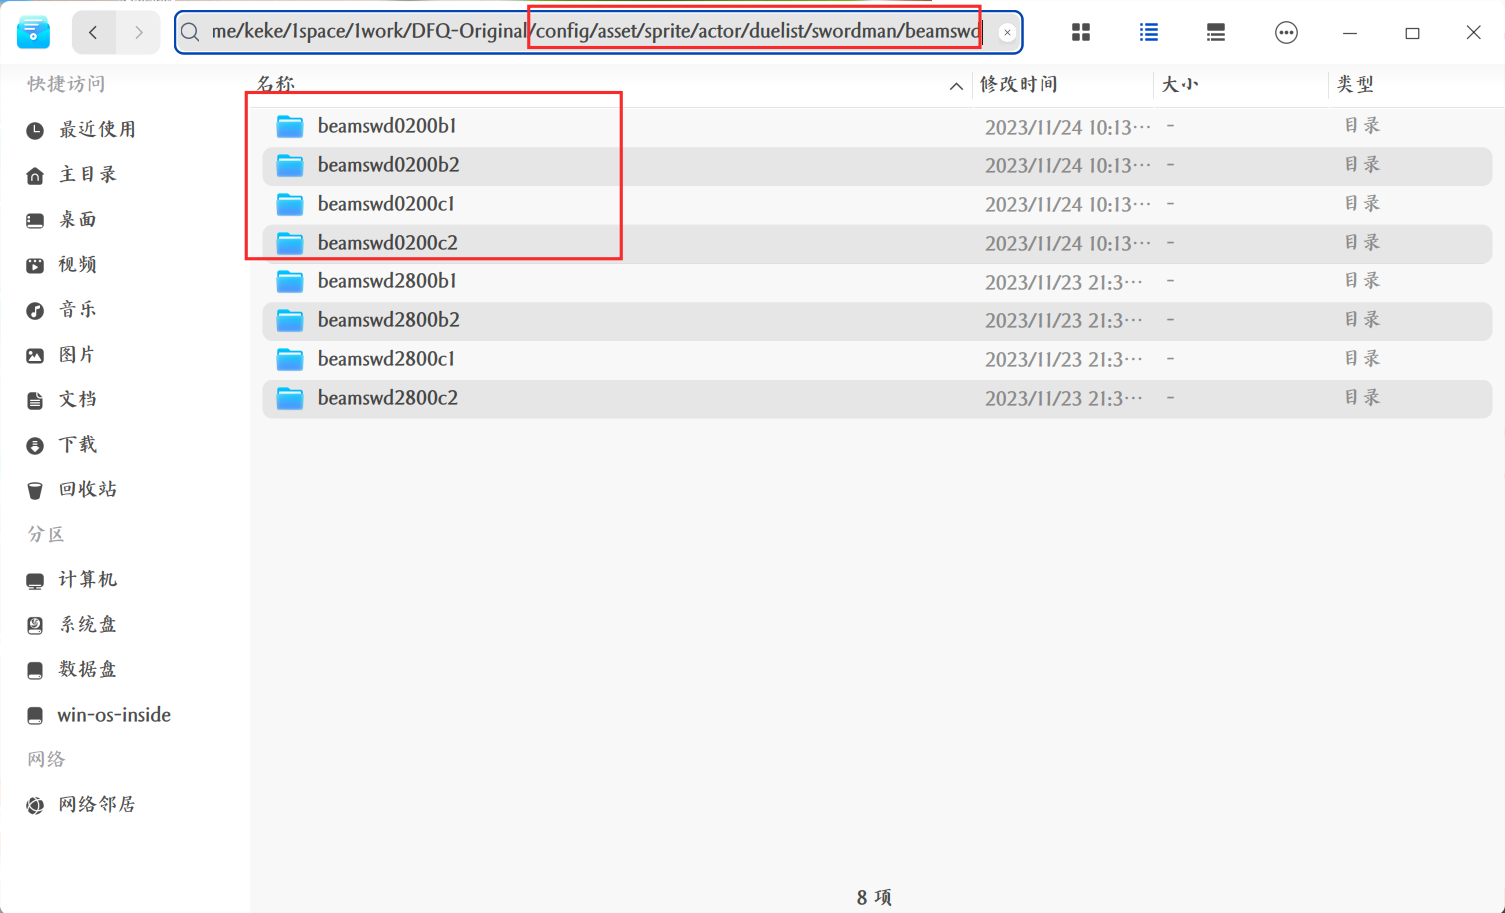 me/keke/1space/1work/DFQ-Original/config/asset/sprite/actor/duelist/swordman/beamswd
快捷访问
最近使用
主目录
桌面
视频
音乐
图片
文档
下载
回收站
分区
计算机
系统盘
数据盘
win-os-inside
网络
网络邻居
名称 修改时间 大小 类型
beamswd0200b1 2023/11/24 10:13··· - 目录
beamswd0200b2 2023/11/24 10:13··· - 目录
beamswd0200c1 2023/11/24 10:13··· - 目录
beamswd0200c2 2023/11/24 10:13··· - 目录
beamswd2800b1 2023/11/23 21:3··· - 目录
beamswd2800b2 2023/11/23 21:3··· - 目录
beamswd2800c1 2023/11/23 21:3··· - 目录
beamswd2800c2 2023/11/23 21:3··· - 目录
8 项